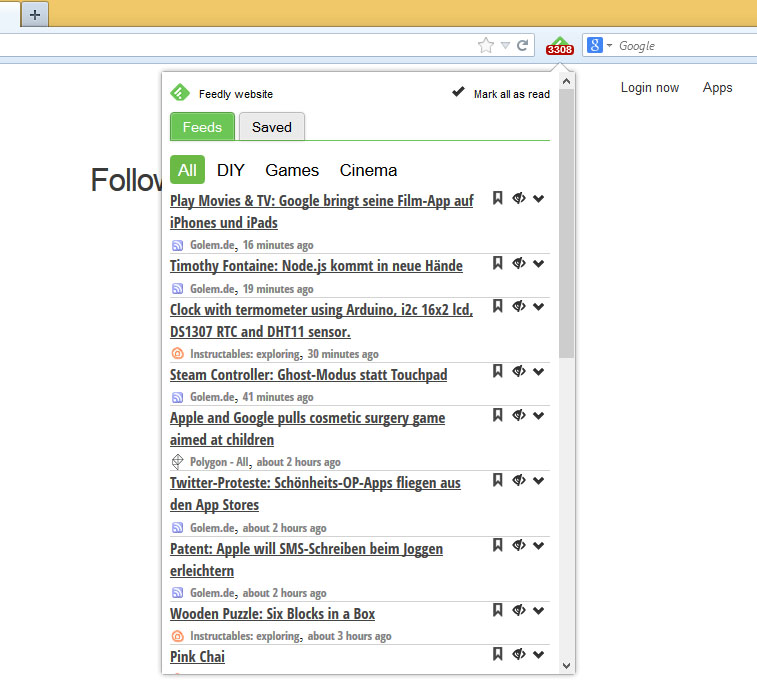 3308
Google
Login now
Apps
Follow
Feedly website
Mark all as read
Feeds
Saved
All
DIY
Games
Cinema
Play Movies & TV: Google bringt seine Film-App auf
iPhones und iPads
Golem.de, 16 minutes ago
Timothy Fontaine: Node.js kommt in neue Hände
Golem.de, 19 minutes ago
Clock with termometer using Arduino, i2c 16x2 lcd,
DS1307 RTC and DHT11 sensor.
Instructables: exploring, 30 minutes ago
Steam Controller: Ghost-Modus statt Touchpad
Golem.de, 41 minutes ago
Apple and Google pulls cosmetic surgery game
aimed at children
Polygon - All, about 2 hours ago
Twitter-Proteste: Schönheits-OP-Apps fliegen aus
den App Stores
Golem.de, about 2 hours ago
Patent: Apple will SMS-Schreiben beim Joggen
erleichtern
Golem.de, about 2 hours ago
Wooden Puzzle: Six Blocks in a Box
Instructables: exploring, about 3 hours ago
Pink Chai